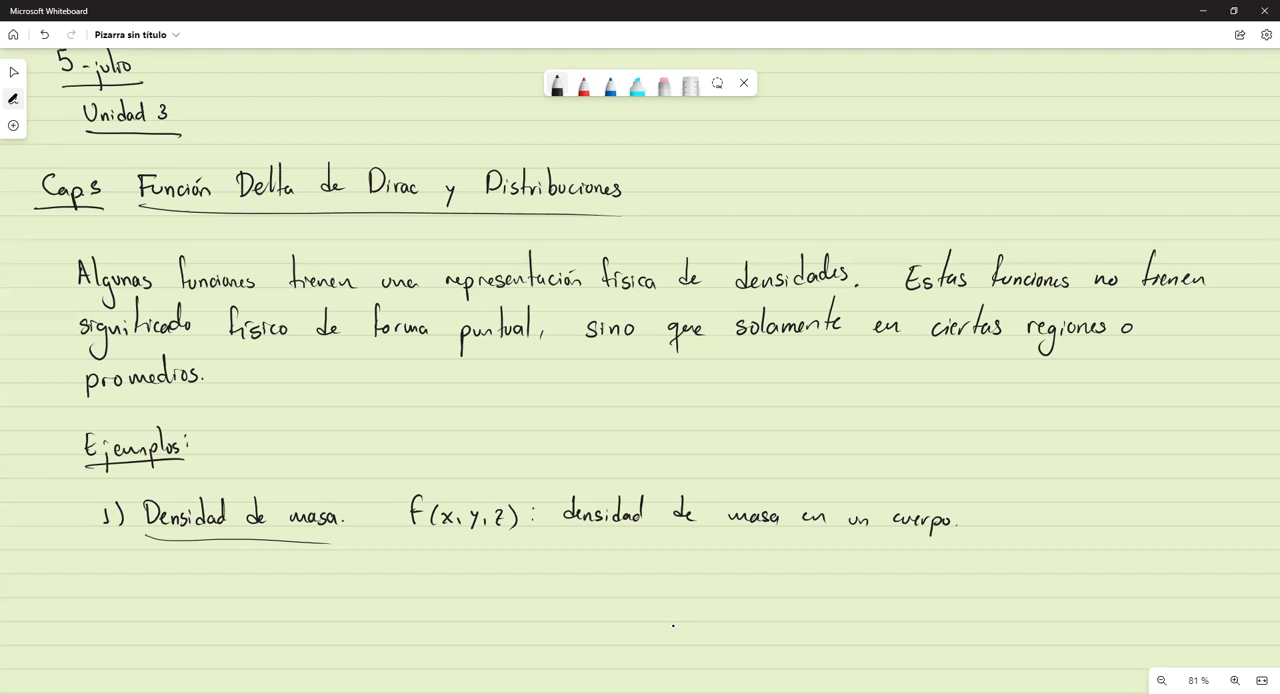 Microsoft Whiteboard
Pizarra sin título
5-julio
Unidad 3
Cap 5 Función Delta de Dirac y Distribuciones
Algunas funciones tienen una representación física de densidades. Estas funciones no tienen
significado físico de forma puntual, sino que solamente en ciertas regiones o
promedios.
Ejemplos:
1) Densidad de masa. f(x, y, z): densidad de masa en un cuerpo.
81 %